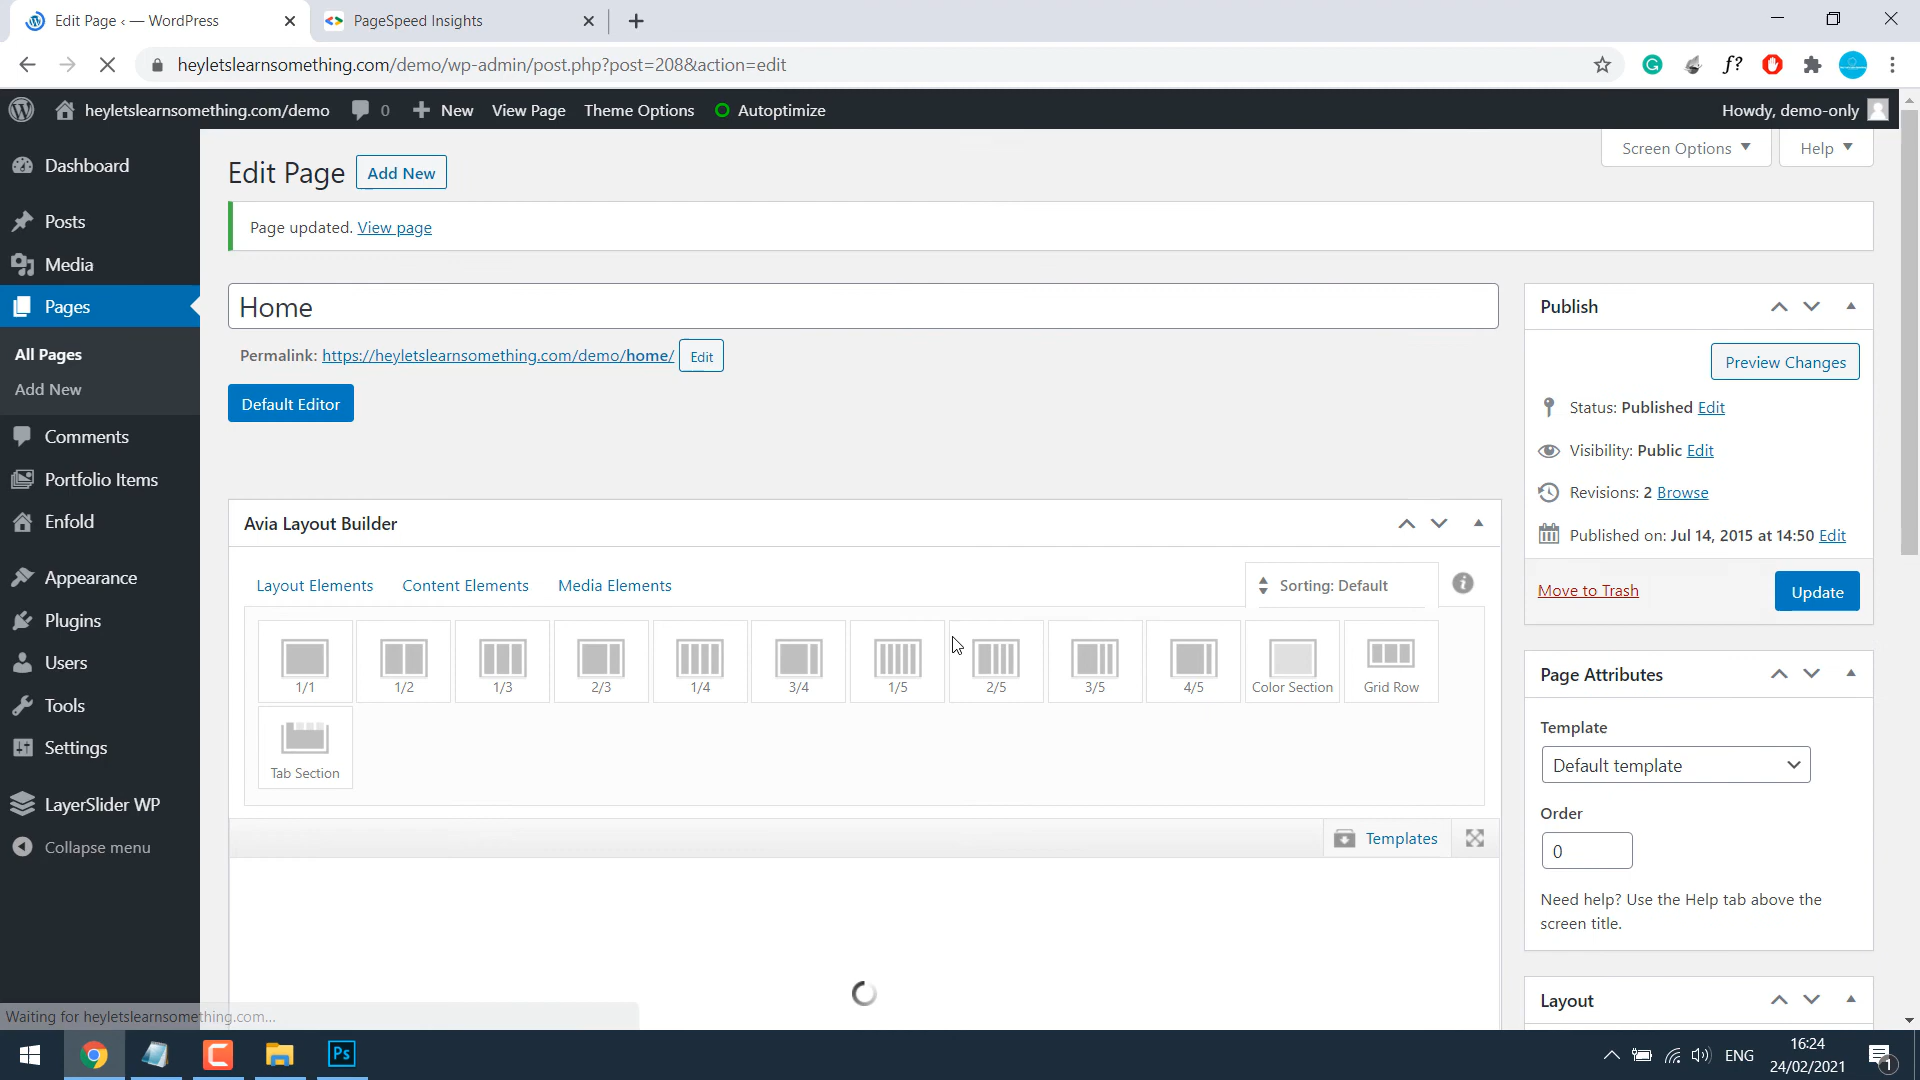 Edit Page ‹ — WordPress
PageSpeed Insights
heyletslearnsomething.com/demo/wp-admin/post.php?post=208&action=edit
heyletslearnsomething.com/demo
0
New
View Page
Theme Options
Autoptimize
Howdy, demo-only
Dashboard
Posts
Media
Pages
All Pages
Add New
Comments
Portfolio Items
Enfold
Appearance
Plugins
Users
Tools
Settings
LayerSlider WP
Collapse menu
Screen Options
Help
Edit Page
Add New
Page updated. View page
Home
Permalink: https://heyletslearnsomething.com/demo/home/
Edit
Default Editor
Avia Layout Builder
Layout Elements
Content Elements
Media Elements
Sorting: Default
1/1
1/2
1/3
2/3
1/4
3/4
1/5
2/5
3/5
4/5
Color Section
Grid Row
Tab Section
Templates
Publish
Preview Changes
Status: Published Edit
Visibility: Public Edit
Revisions: 2 Browse
Published on: Jul 14, 2015 at 14:50 Edit
Move to Trash
Update
Page Attributes
Template
Default template
Order
0
Need help? Use the Help tab above the
screen title.
Layout
Waiting for heyletslearnsomething.com...
Ps
ENG
16:24
24/02/2021
1